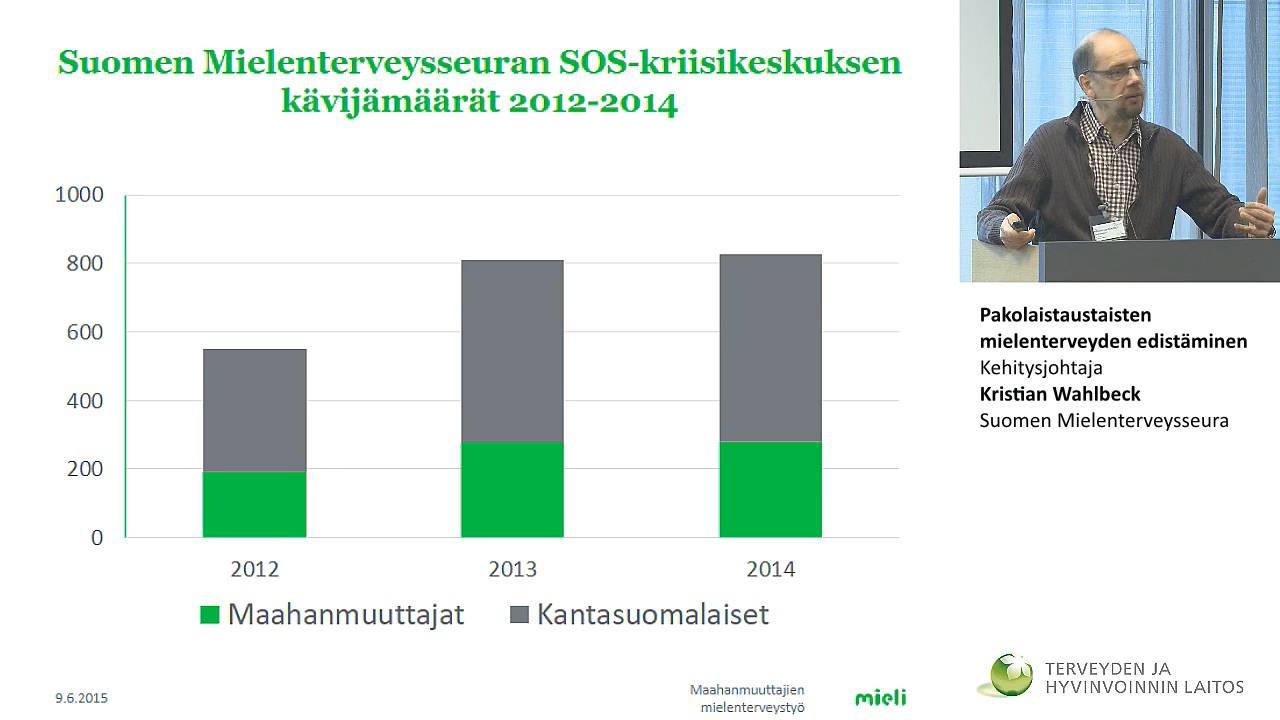 Suomen Mielenterveysseuran SOS-kriisikeskuksen
kävijämäärät 2012-2014
1000
800
600
400
200
0
2012
2013
2014
Maahanmuuttajat
Kantasuomalaiset
9.6.2015
Maahanmuuttajien
mielenterveystyö
mieli
Pakolaistaustaisten
mielenterveyden edistäminen
Kehitysjohtaja
Kristian Wahlbeck
Suomen Mielenterveysseura
TERVEYDEN JA
HYVINVOINNIN LAITOS